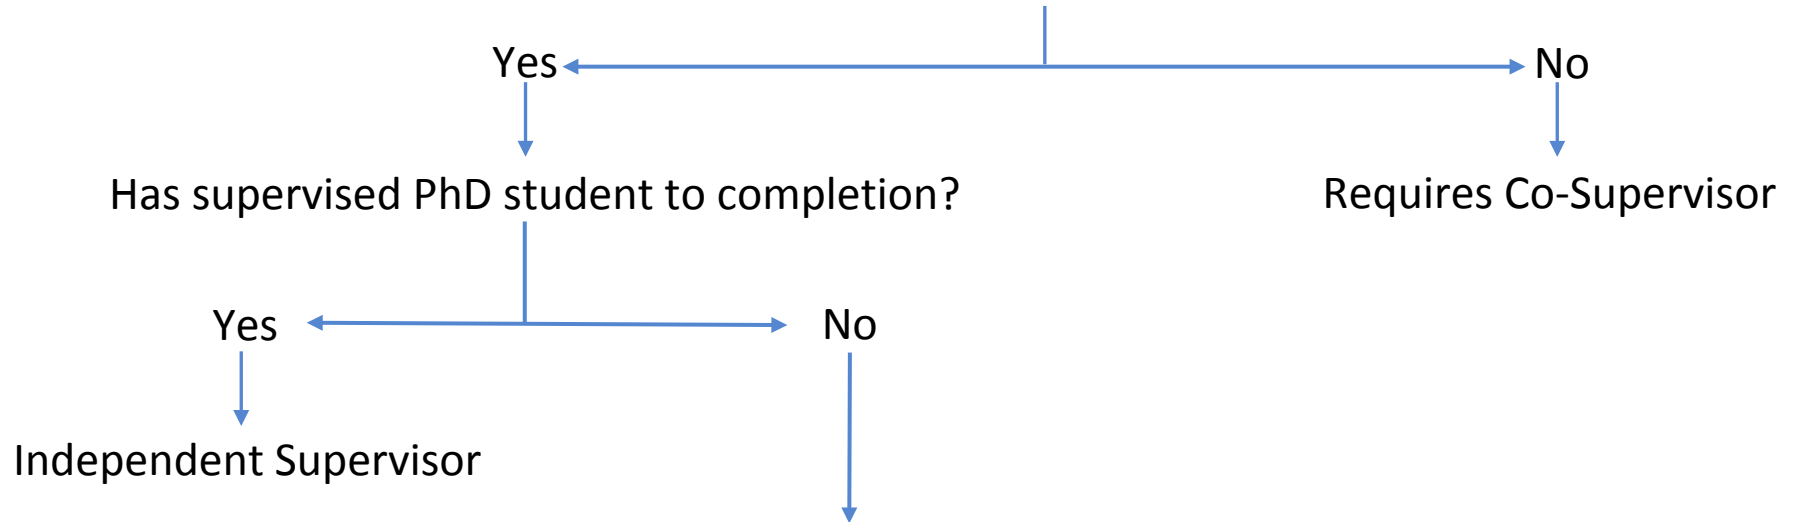 Yes
No
Has supervised PhD student to completion?
Requires Co-Supervisor
Yes
No
Independent Supervisor